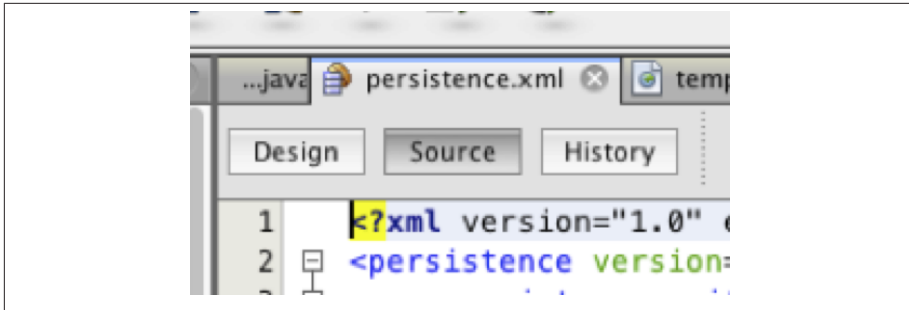 ...java persistence.xml temp
Design Source History
1 <?xml version="1.0"
2 <persistence version=